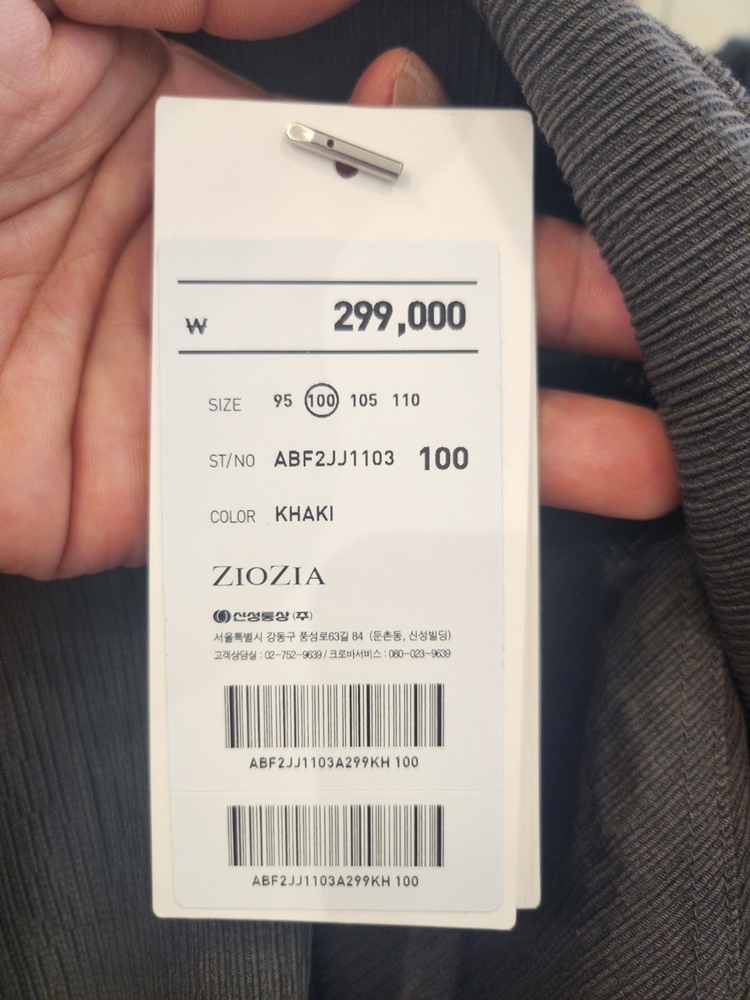 ₩ 299,000
SIZE 95 100 105 110
ST/NO ABF2JJ1103 100
COLOR KHAKI
ZIOZIA
신성통상(주)
서울특별시 강동구 풍성로63길 84 (둔촌동, 신성빌딩)
고객상담실 : 02-752-9639 / 크로바서비스 : 080-023-9639
ABF2JJ1103A299KH 100
ABF2JJ1103A299KH 100